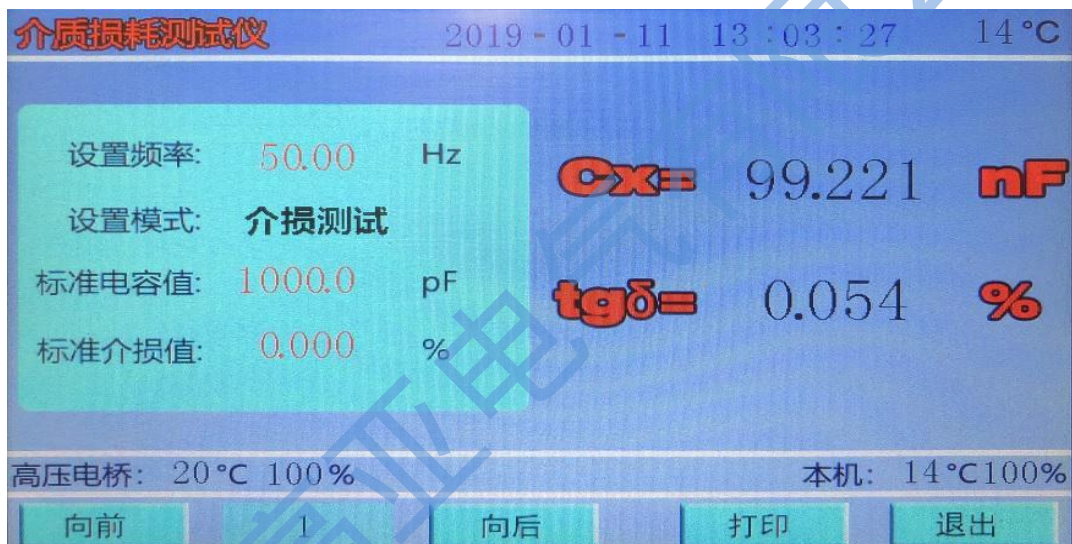 介质损耗测试仪 2019-01-11 13:03:27 14°C
设置频率: 50.00 Hz
设置模式: 介损测试
标准电容值: 1000.0 pF
标准介损值: 0.000 %
Cx= 99.221 nF
tgδ= 0.054 %
高压电桥: 20°C 100% 本机: 14°C100%
向前 1 向后 打印 退出